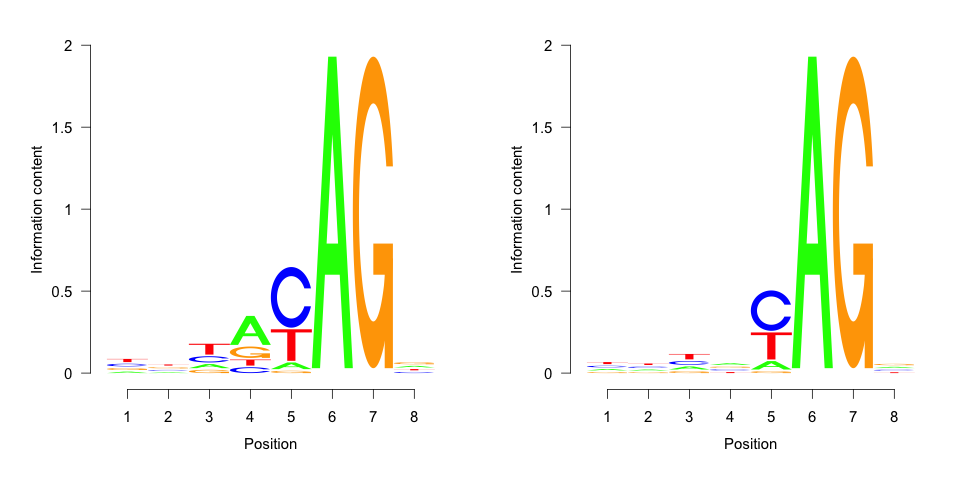 2
1.5
1
0.5
0
Information content
T C A G
A G T C
C T A G
A
G
1 2 3 4 5 6 7 8
Position
2
1.5
1
0.5
0
Information content
T C A G
C T A G
A
G
1 2 3 4 5 6 7 8
Position